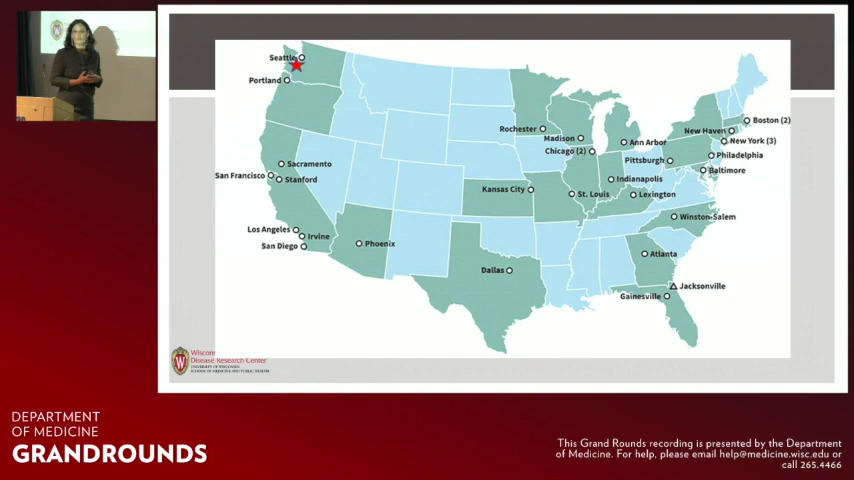 Seattle
Portland
Sacramento
San Francisco
Stanford
Los Angeles
Irvine
San Diego
Phoenix
Dallas
Kansas City
St. Louis
Rochester
Madison
Chicago (2)
Ann Arbor
Indianapolis
Lexington
Pittsburgh
Boston (2)
New Haven
New York (3)
Philadelphia
Baltimore
Winston-Salem
Atlanta
Jacksonville
Gainesville
Disease Research Center
UNIVERSITY OF WISCONSIN
SCHOOL OF MEDICINE AND PUBLIC HEALTH
DEPARTMENT
OF MEDICINE
GRANDROUNDS
This Grand Rounds recording is presented by the Department
of Medicine. For help, please email help@medicine.wisc.edu or
call 265.4466